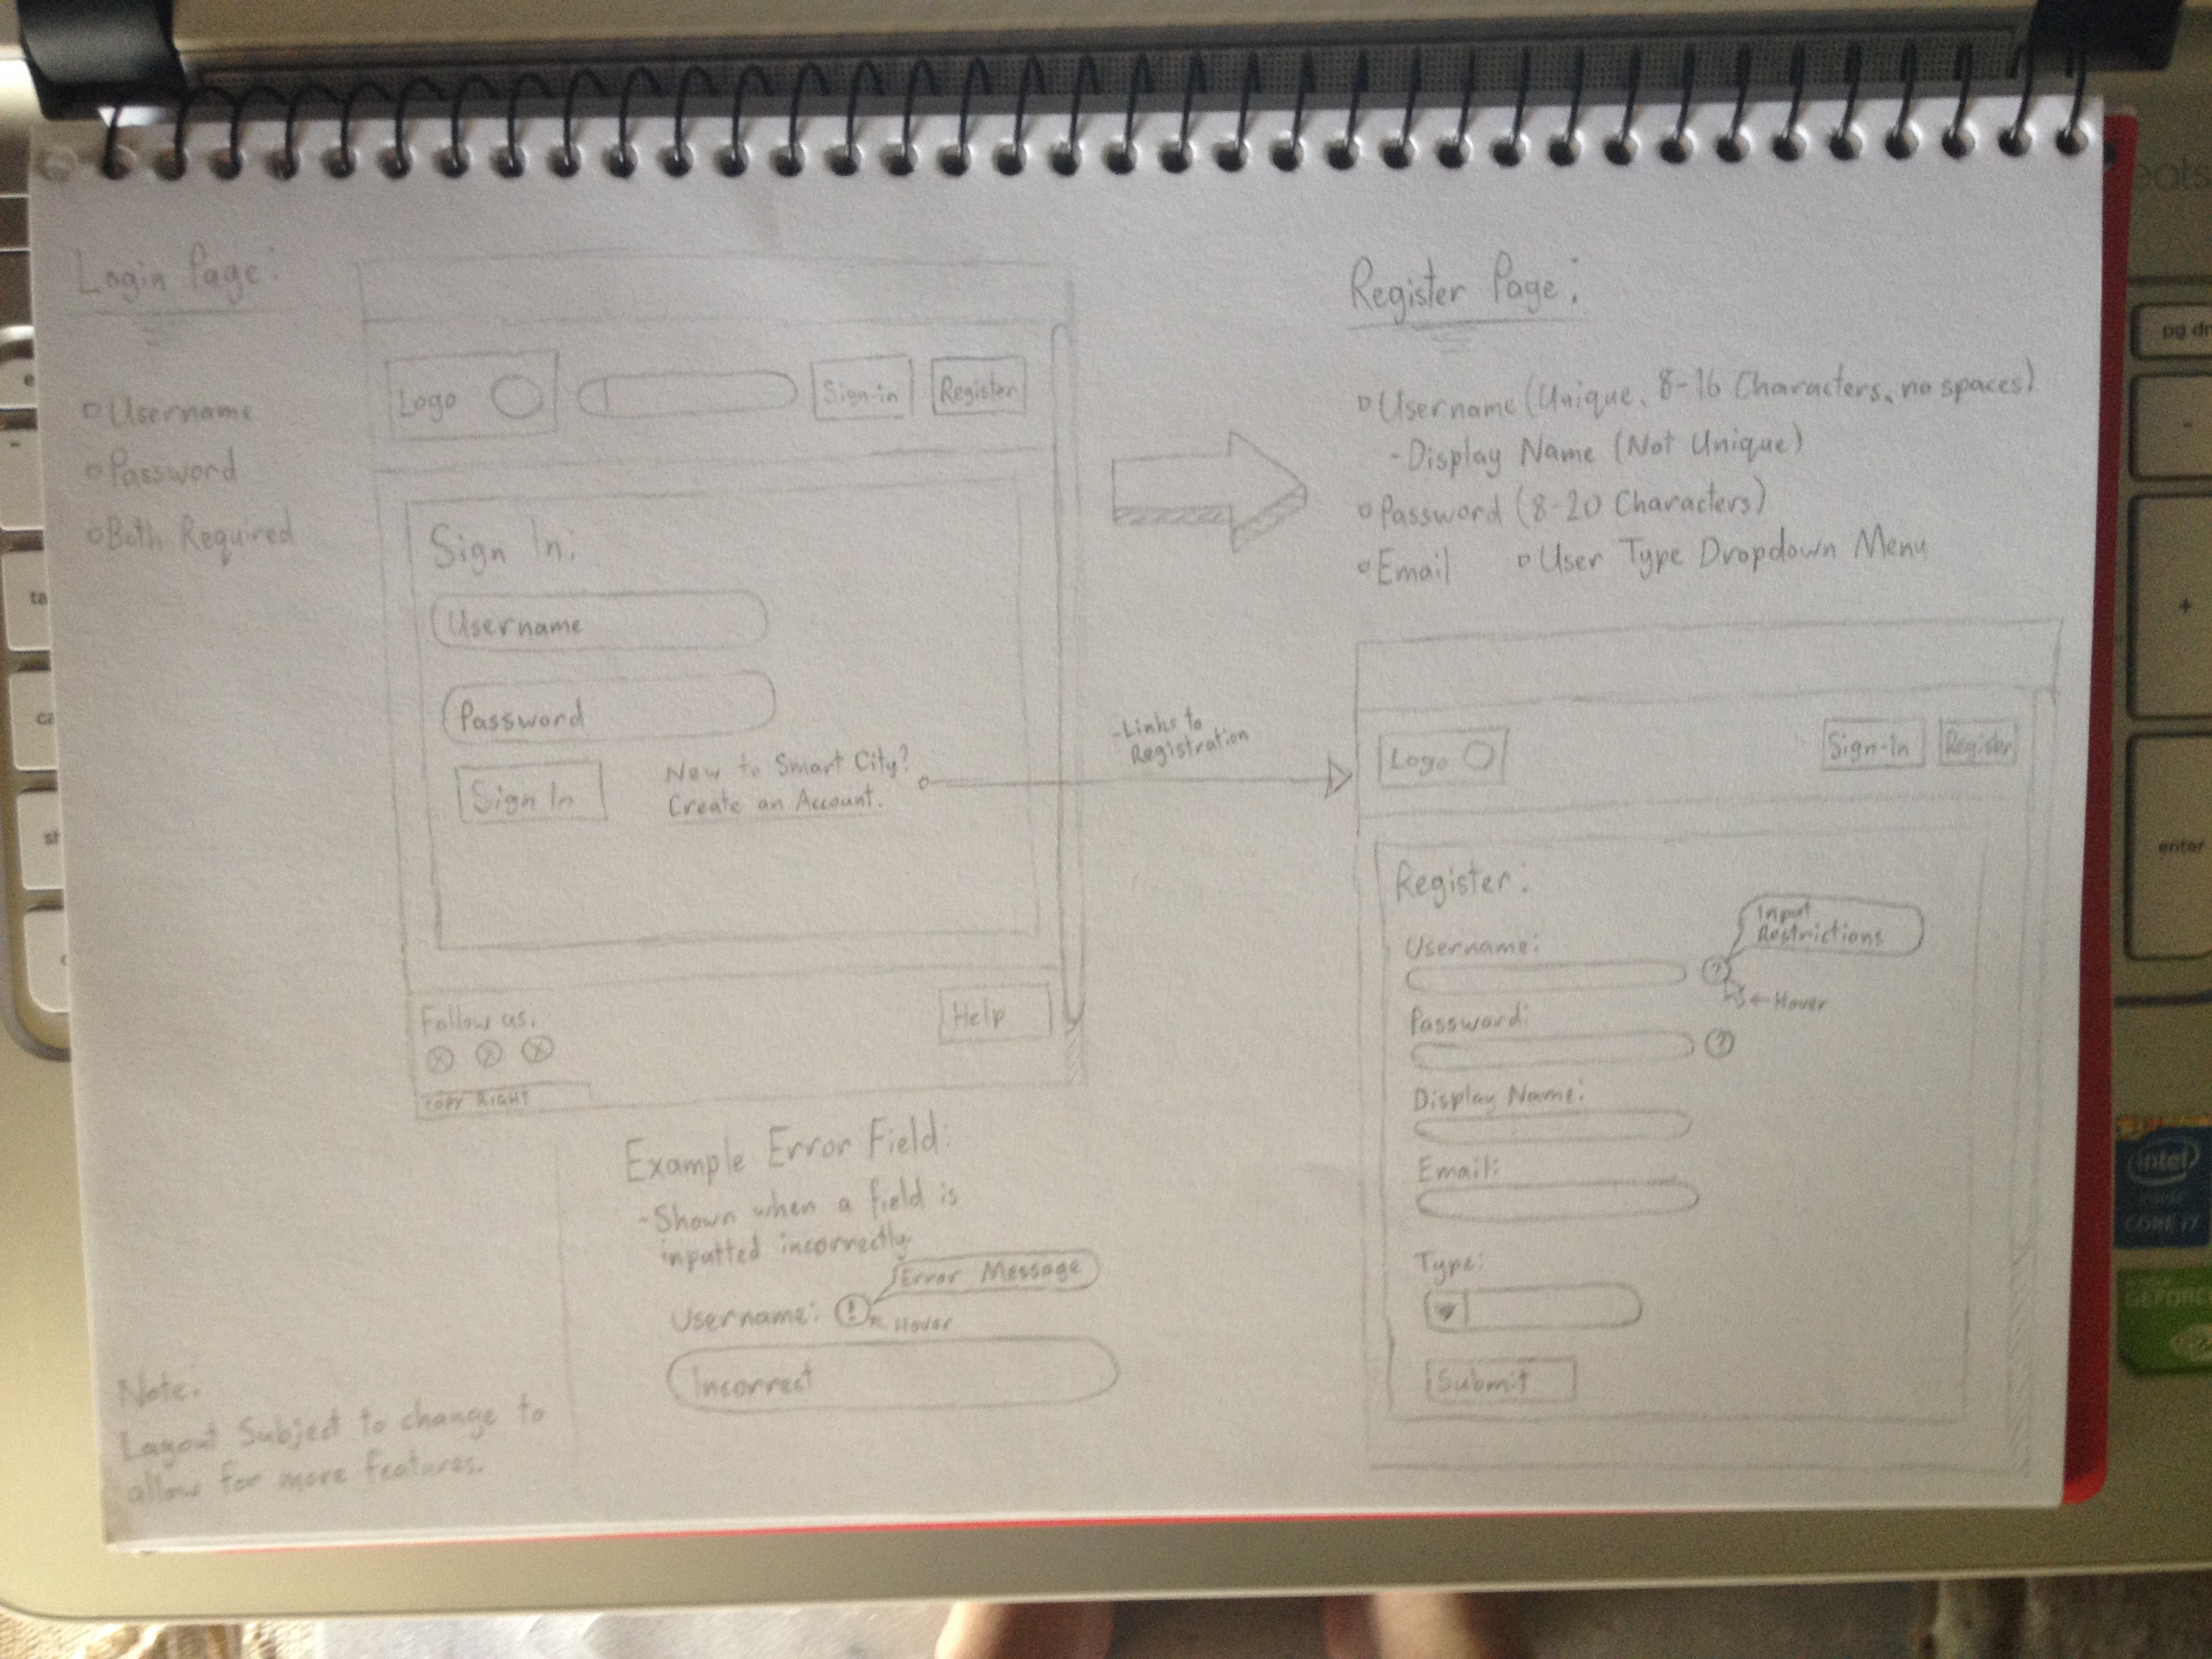 Login Page:
o Username
o Password
o Both Required
Logo
Sign in
Register
Sign In:
Username
Password
Sign In
New to Smart City?
Create an Account.
Follow us:
Help
COPY RIGHT
- Links to
Registration
Example Error Field:
- Shown when a field is
inputted incorrectly.
Error Message
Username: !
Hover
Incorrect
Note:
Layout Subject to change to
allow for more features.
Register Page:
o Username (Unique, 8-16 Characters, no spaces)
- Display Name (Not Unique)
o Password (8-20 Characters)
o Email o User Type Dropdown Menu
Logo
Sign-In
Register
Register:
Input
Restrictions
Username:
?
Hover
Password:
?
Display Name:
Email:
Type:
Submit
enter
+
-
pg dn
intel
CORE i7
GEFORCE